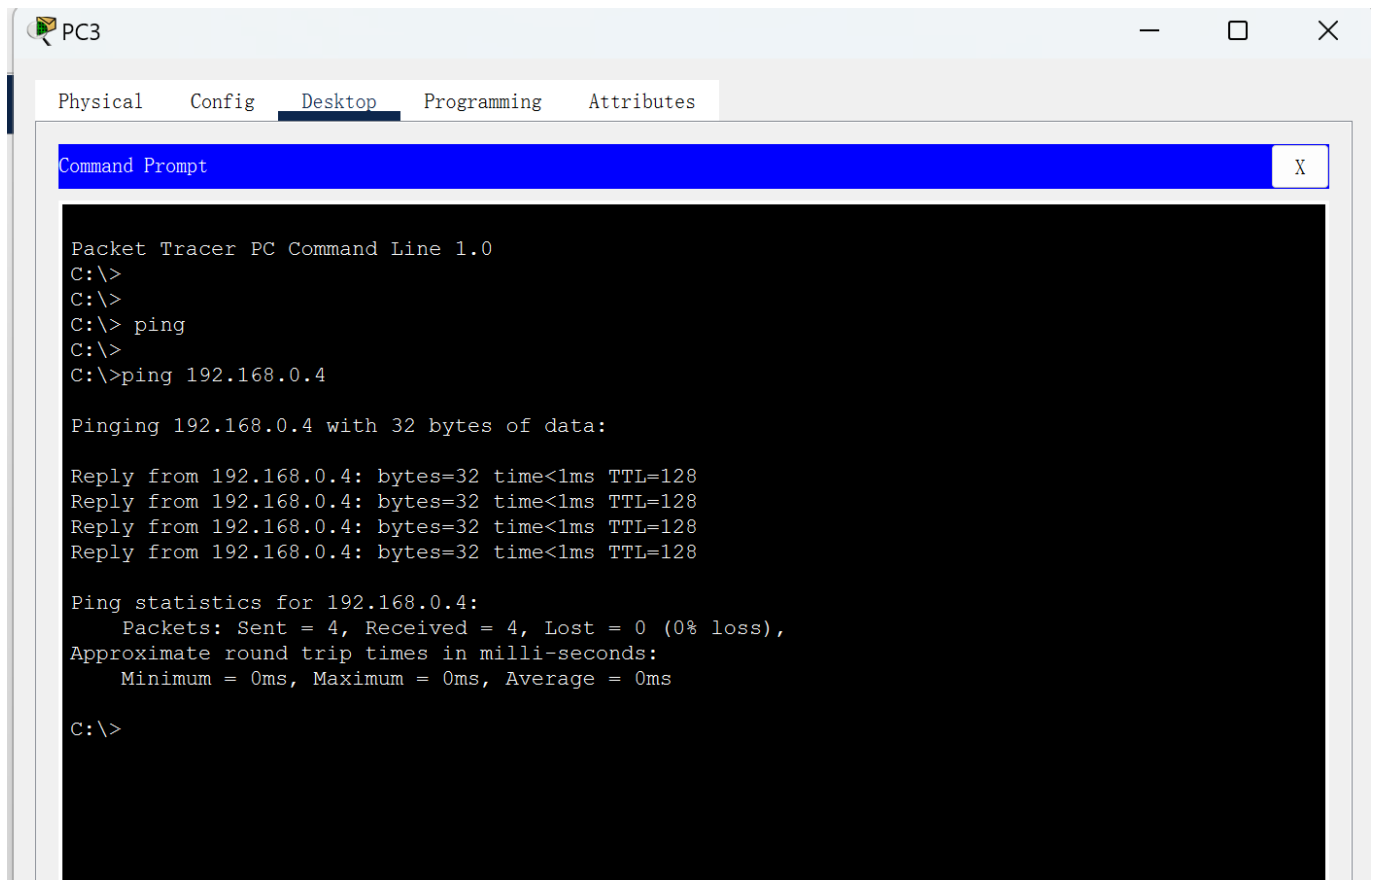 PC3
Physical Config Desktop Programming Attributes
Command Prompt X
Packet Tracer PC Command Line 1.0
C:\>
C:\>
C:\> ping
C:\>
C:\>ping 192.168.0.4
Pinging 192.168.0.4 with 32 bytes of data:
Reply from 192.168.0.4: bytes=32 time<1ms TTL=128
Reply from 192.168.0.4: bytes=32 time<1ms TTL=128
Reply from 192.168.0.4: bytes=32 time<1ms TTL=128
Reply from 192.168.0.4: bytes=32 time<1ms TTL=128
Ping statistics for 192.168.0.4:
Packets: Sent = 4, Received = 4, Lost = 0 (0% loss),
Approximate round trip times in milli-seconds:
Minimum = 0ms, Maximum = 0ms, Average = 0ms
C:\>